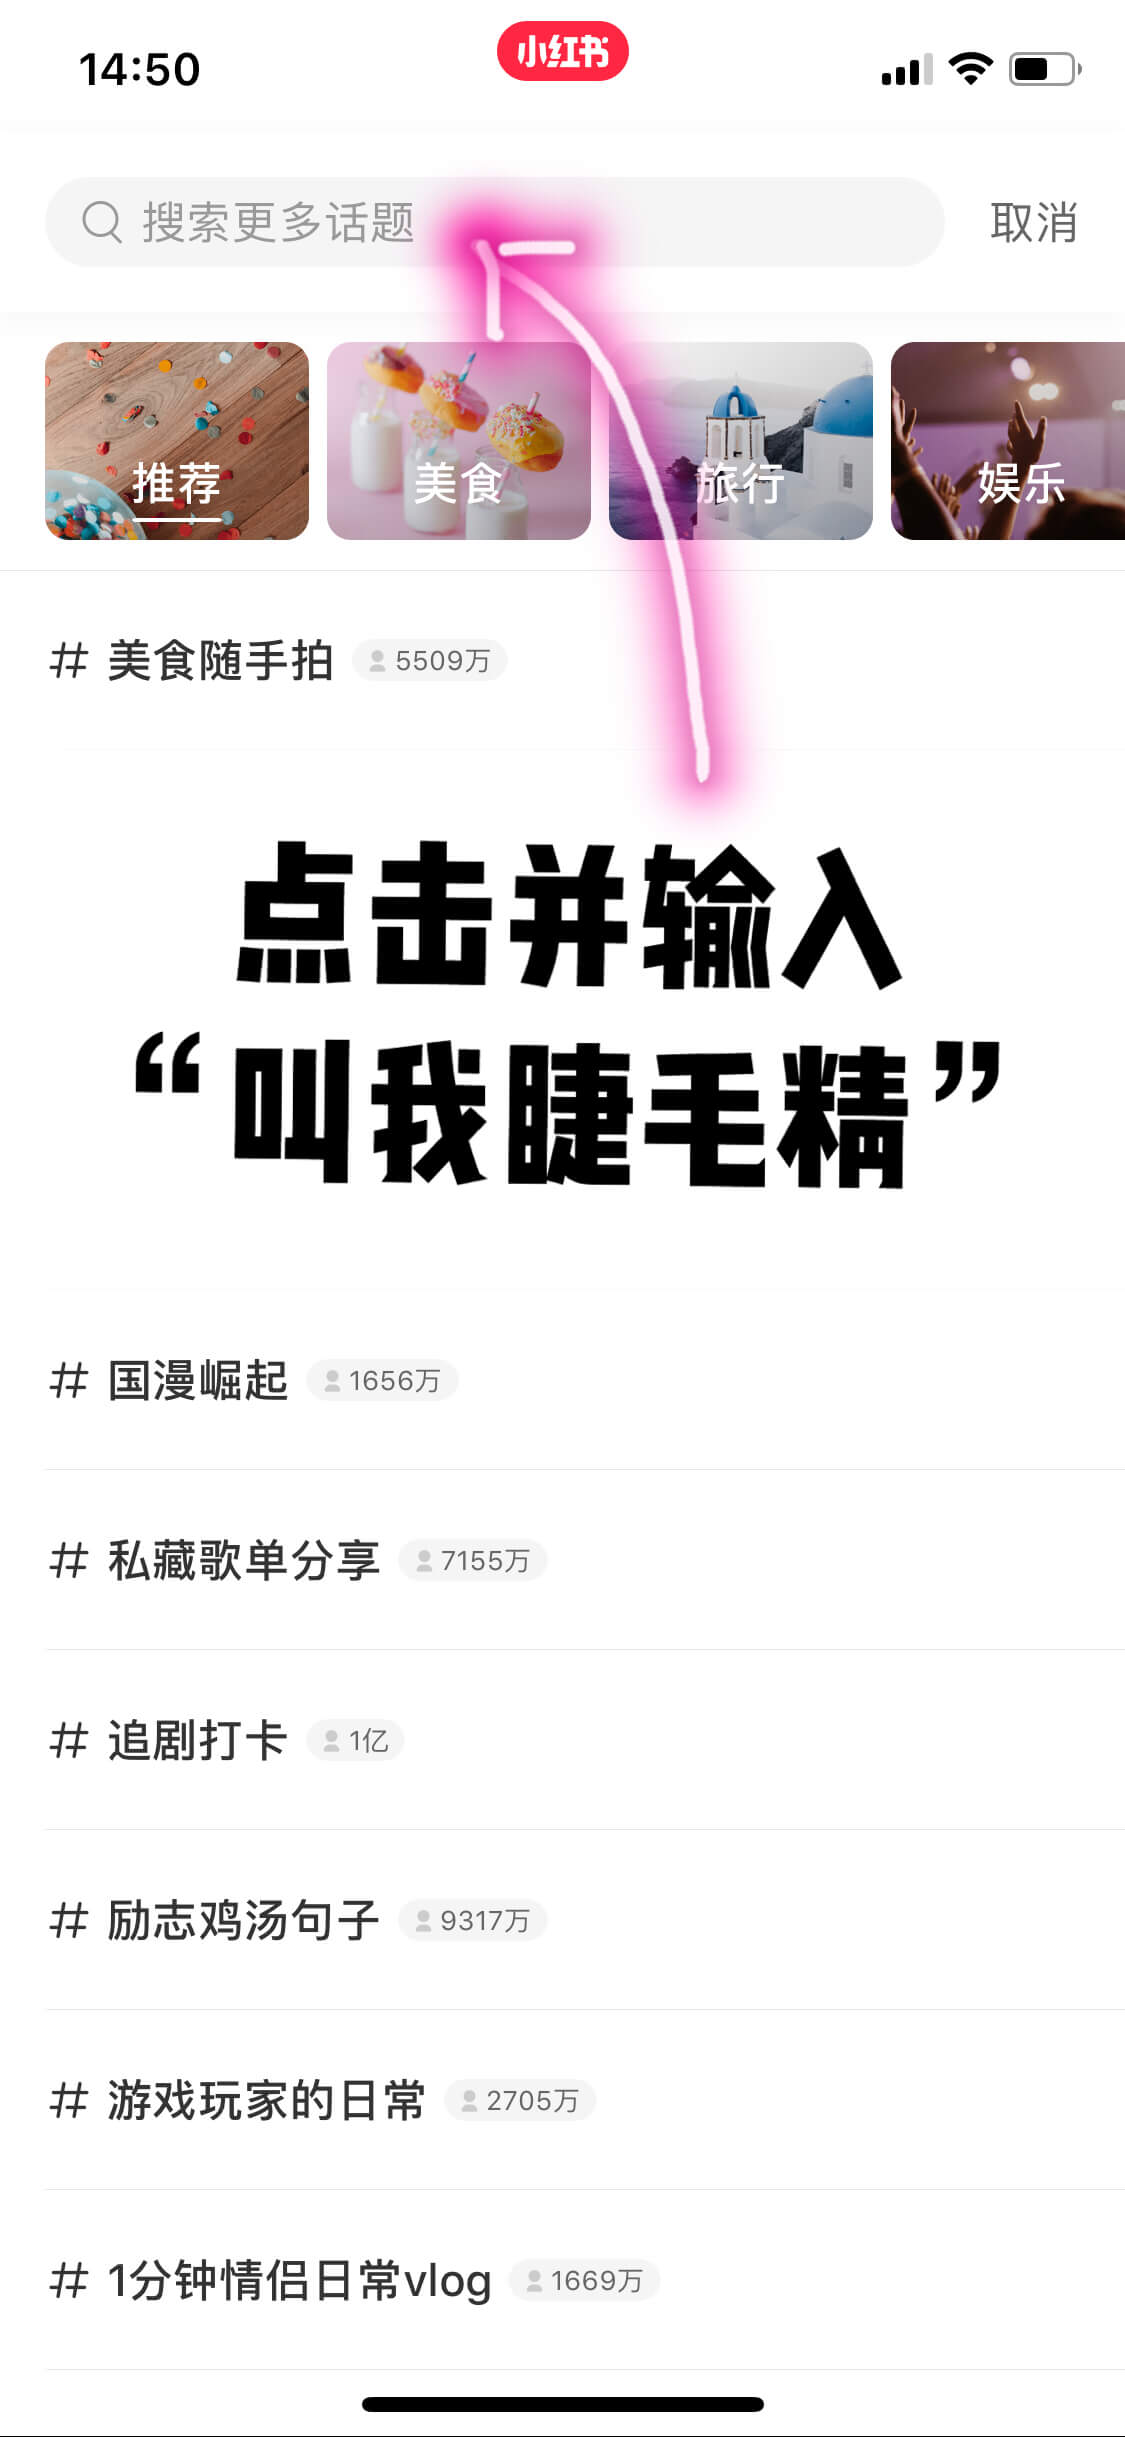 14:50
小红书
搜索更多话题 取消
推荐 美食 旅行 娱乐
# 美食随手拍 5509万
点击并输入
“叫我睫毛精”
# 国漫崛起 1656万
# 私藏歌单分享 7155万
# 追剧打卡 1亿
# 励志鸡汤句子 9317万
# 游戏玩家的日常 2705万
# 1分钟情侣日常vlog 1669万